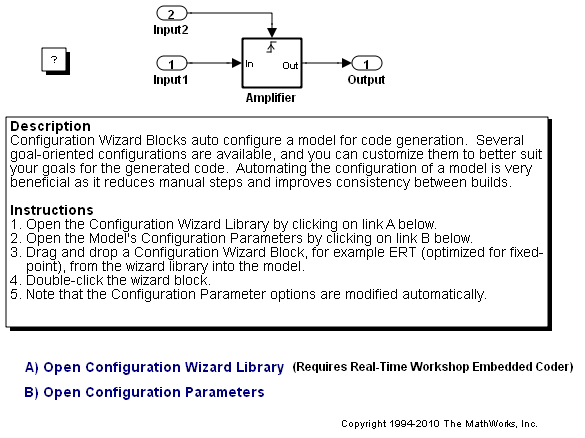 2
Input2
?
1
Input1
In
Out
Amplifier
1
Output
Description
Configuration Wizard Blocks auto configure a model for code generation.  Several
goal-oriented configurations are available, and you can customize them to better suit
your goals for the generated code.  Automating the configuration of a model is very
beneficial as it reduces manual steps and improves consistency between builds.
Instructions
1. Open the Configuration Wizard Library by clicking on link A below.
2. Open the Model's Configuration Parameters by clicking on link B below.
3. Drag and drop a Configuration Wizard Block, for example ERT (optimized for fixed-
point), from the wizard library into the model.
4. Double-click the wizard block.
5. Note that the Configuration Parameter options are modified automatically.
A) Open Configuration Wizard Library (Requires Real-Time Workshop Embedded Coder)
B) Open Configuration Parameters
Copyright 1994-2010 The MathWorks, Inc.